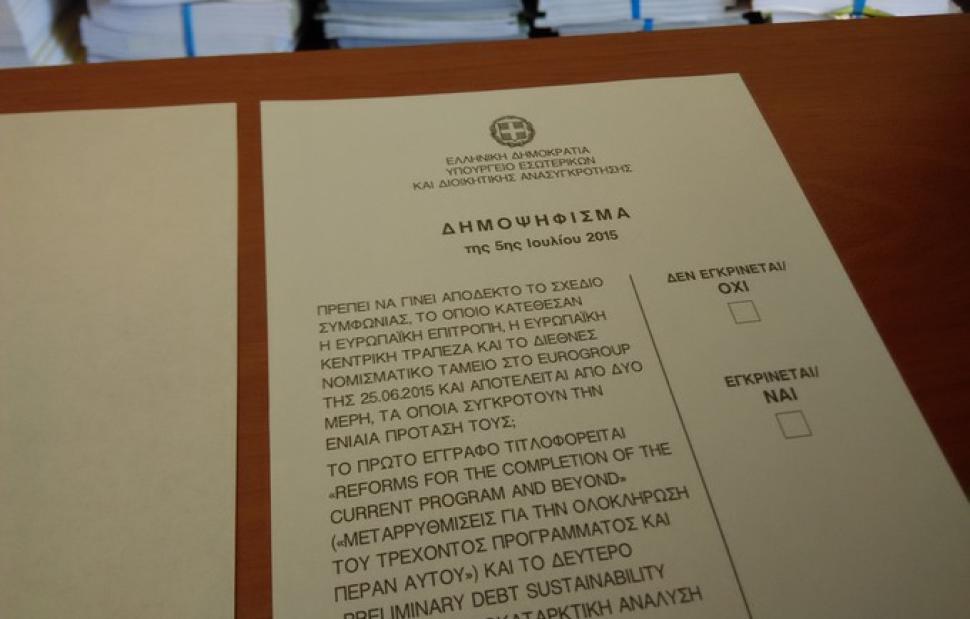 ΕΛΛΗΝΙΚΗ ΔΗΜΟΚΡΑΤΙΑ
ΥΠΟΥΡΓΕΙΟ ΕΣΩΤΕΡΙΚΩΝ
ΚΑΙ ΔΙΟΙΚΗΤΙΚΗΣ ΑΝΑΣΥΓΚΡΟΤΗΣΗΣ
ΔΗΜΟΨΗΦΙΣΜΑ
της 5ης Ιουλίου 2015
ΠΡΕΠΕΙ ΝΑ ΓΙΝΕΙ ΑΠΟΔΕΚΤΟ ΤΟ ΣΧΕΔΙΟ
ΣΥΜΦΩΝΙΑΣ, ΤΟ ΟΠΟΙΟ ΚΑΤΕΘΕΣΑΝ
Η ΕΥΡΩΠΑΪΚΗ ΕΠΙΤΡΟΠΗ, Η ΕΥΡΩΠΑΪΚΗ
ΚΕΝΤΡΙΚΗ ΤΡΑΠΕΖΑ ΚΑΙ ΤΟ ΔΙΕΘΝΕΣ
ΝΟΜΙΣΜΑΤΙΚΟ ΤΑΜΕΙΟ ΣΤΟ EUROGROUP
ΤΗΣ 25.06.2015 ΚΑΙ ΑΠΟΤΕΛΕΙΤΑΙ ΑΠΟ ΔΥΟ
ΜΕΡΗ, ΤΑ ΟΠΟΙΑ ΣΥΓΚΡΟΤΟΥΝ ΤΗΝ
ΕΝΙΑΙΑ ΠΡΟΤΑΣΗ ΤΟΥΣ;
ΤΟ ΠΡΩΤΟ ΕΓΓΡΑΦΟ ΤΙΤΛΟΦΟΡΕΙΤΑΙ
«REFORMS FOR THE COMPLETION OF THE
CURRENT PROGRAM AND BEYOND»
(«ΜΕΤΑΡΡΥΘΜΙΣΕΙΣ ΓΙΑ ΤΗΝ ΟΛΟΚΛΗΡΩΣΗ
ΤΟΥ ΤΡΕΧΟΝΤΟΣ ΠΡΟΓΡΑΜΜΑΤΟΣ ΚΑΙ
ΠΕΡΑΝ ΑΥΤΟΥ») ΚΑΙ ΤΟ ΔΕΥΤΕΡΟ
PRELIMINARY DEBT SUSTAINABILITY
ΑΝΑΛΥΣΗ
ΔΕΝ ΕΓΚΡΙΝΕΤΑΙ/
ΟΧΙ
ΕΓΚΡΙΝΕΤΑΙ/
ΝΑΙ